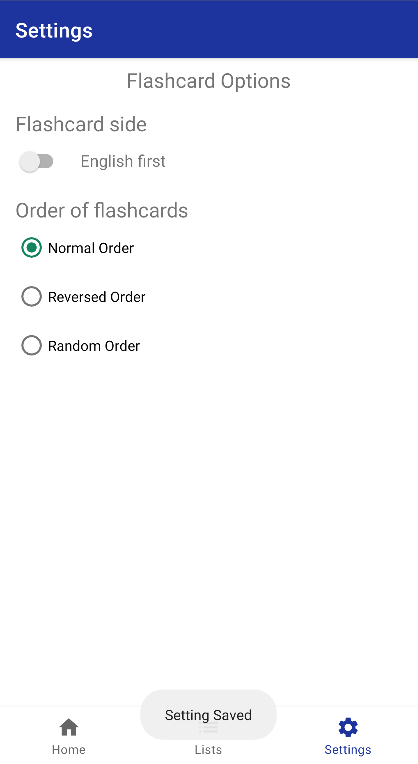 Settings
Flashcard Options
Flashcard side
English first
Order of flashcards
Normal Order
Reversed Order
Random Order
Setting Saved
Home
Lists
Settings